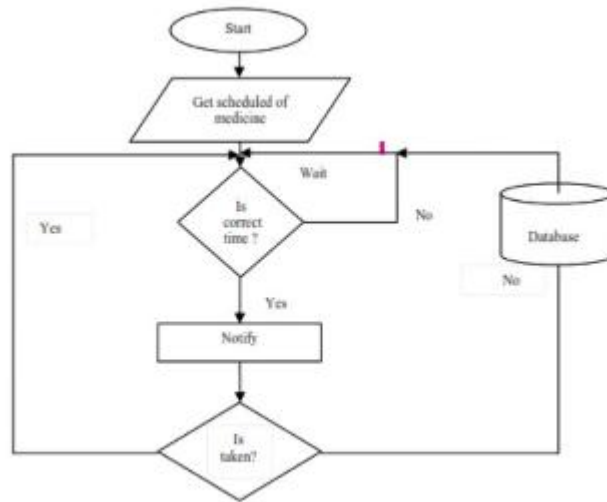 Start
Get scheduled of
medicine
Wait
Is
correct
time ?
No
Yes
Database
No
Yes
Notify
Is
taken?